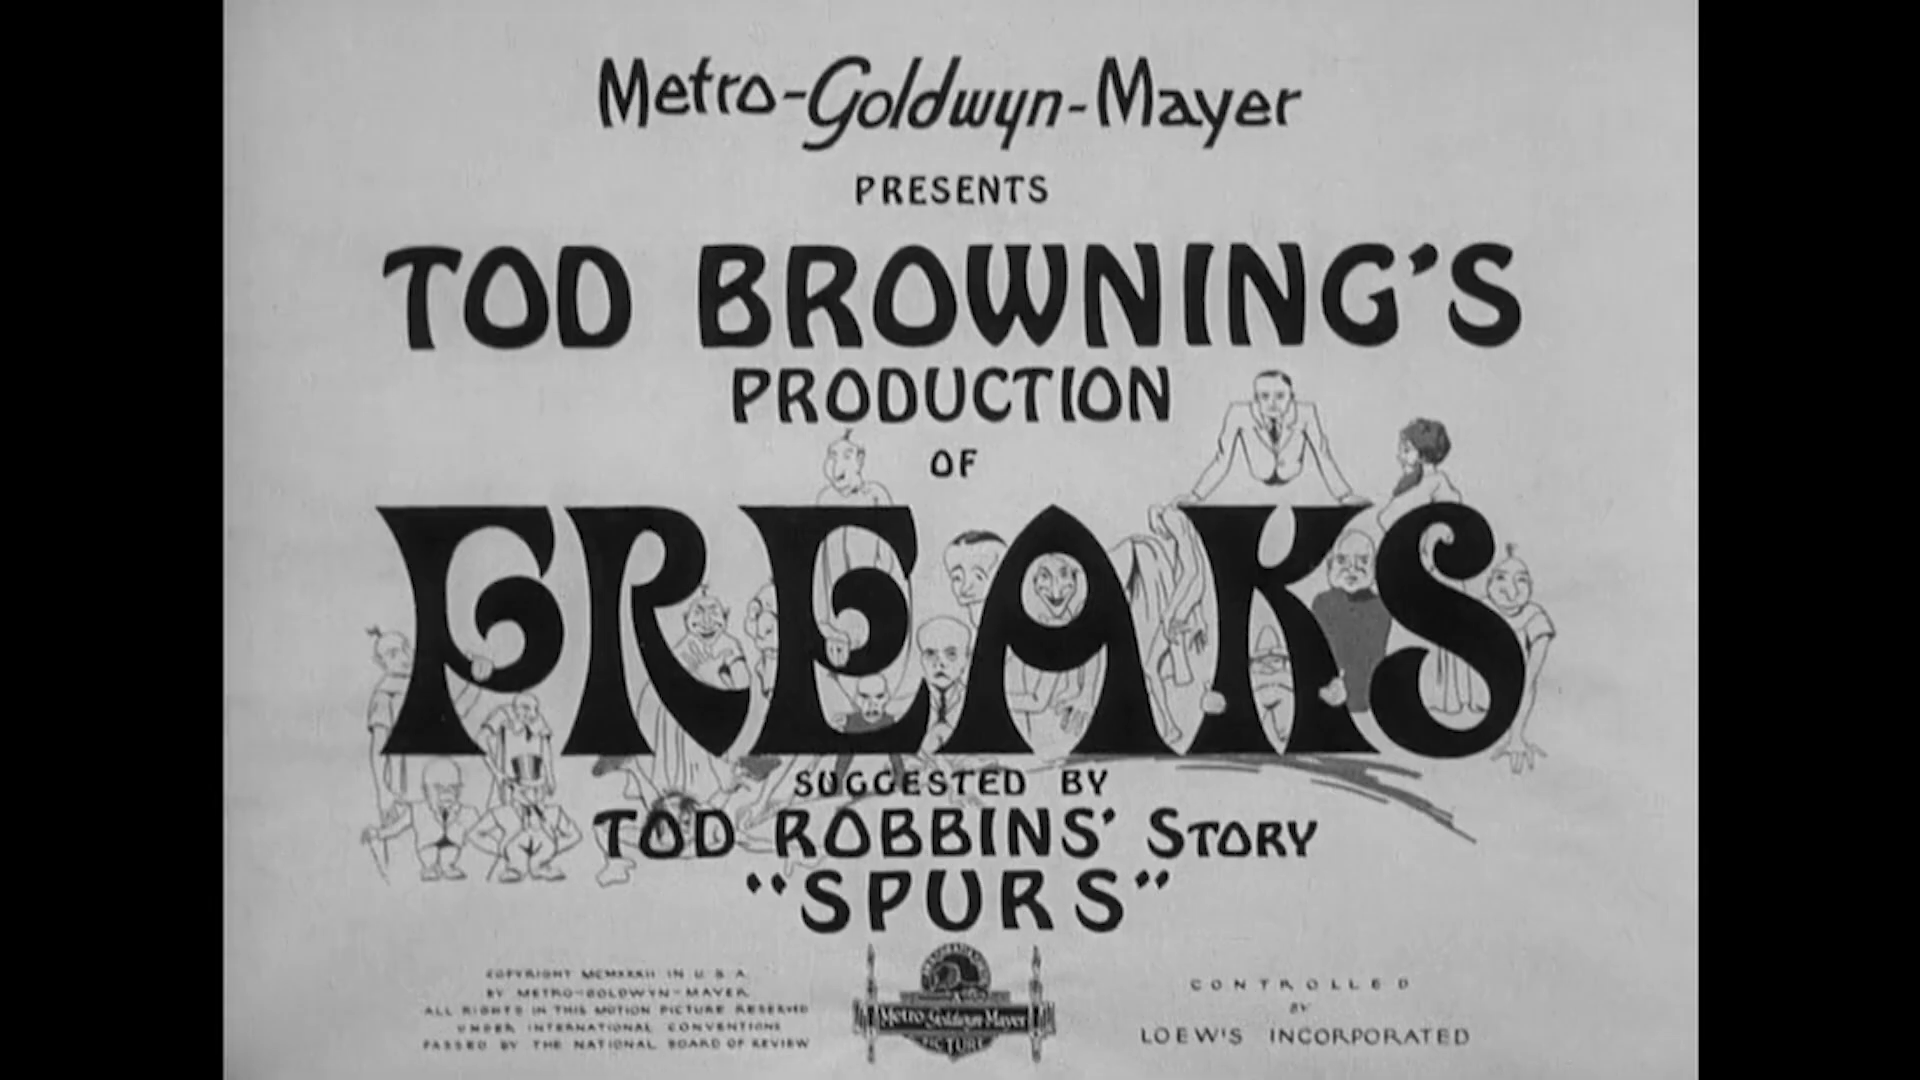 Metro-Goldwyn-Mayer
PRESENTS
TOD BROWNING'S
PRODUCTION
OF
FREAKS
SUGGESTED BY
TOD ROBBINS' STORY
"SPURS"
COPYRIGHT MCMXXXII IN U.S.A.
BY METRO-GOLDWYN-MAYER
ALL RIGHTS IN THIS MOTION PICTURE RESERVED
UNDER INTERNATIONAL CONVENTIONS
PASSED BY THE NATIONAL BOARD OF REVIEW
A
Metro Goldwyn Mayer
PICTURE
CONTROLLED
BY
LOEW'S INCORPORATED